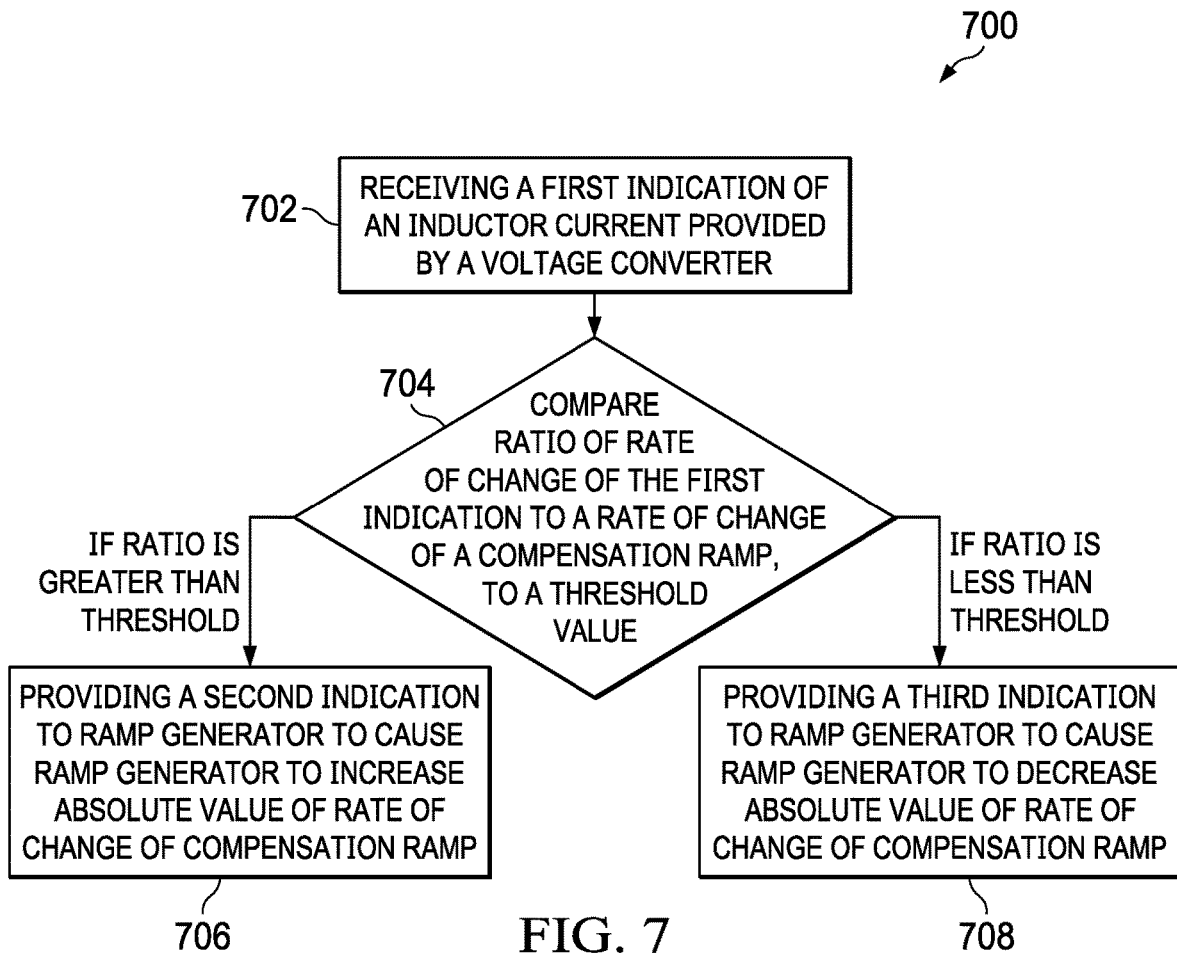 700
702
RECEIVING A FIRST INDICATION OF
AN INDUCTOR CURRENT PROVIDED
BY A VOLTAGE CONVERTER
704
COMPARE
RATIO OF RATE
OF CHANGE OF THE FIRST
INDICATION TO A RATE OF CHANGE
OF A COMPENSATION RAMP,
TO A THRESHOLD
VALUE
IF RATIO IS
GREATER THAN
THRESHOLD
IF RATIO IS
LESS THAN
THRESHOLD
PROVIDING A SECOND INDICATION
TO RAMP GENERATOR TO CAUSE
RAMP GENERATOR TO INCREASE
ABSOLUTE VALUE OF RATE OF
CHANGE OF COMPENSATION RAMP
706
PROVIDING A THIRD INDICATION
TO RAMP GENERATOR TO CAUSE
RAMP GENERATOR TO DECREASE
ABSOLUTE VALUE OF RATE OF
CHANGE OF COMPENSATION RAMP
708
FIG. 7